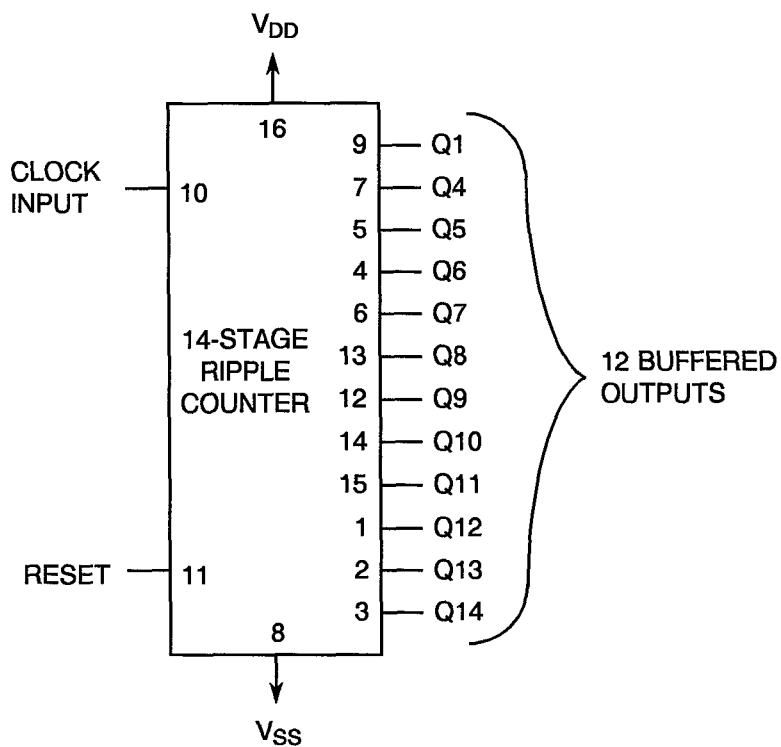 VDD
16
9 Q1
CLOCK
INPUT
10
7 Q4
5 Q5
4 Q6
6 Q7
14-STAGE
RIPPLE
COUNTER
13 Q8
12 Q9
12 BUFFERED
OUTPUTS
14 Q10
15 Q11
1 Q12
RESET
11
2 Q13
3 Q14
8
VSS